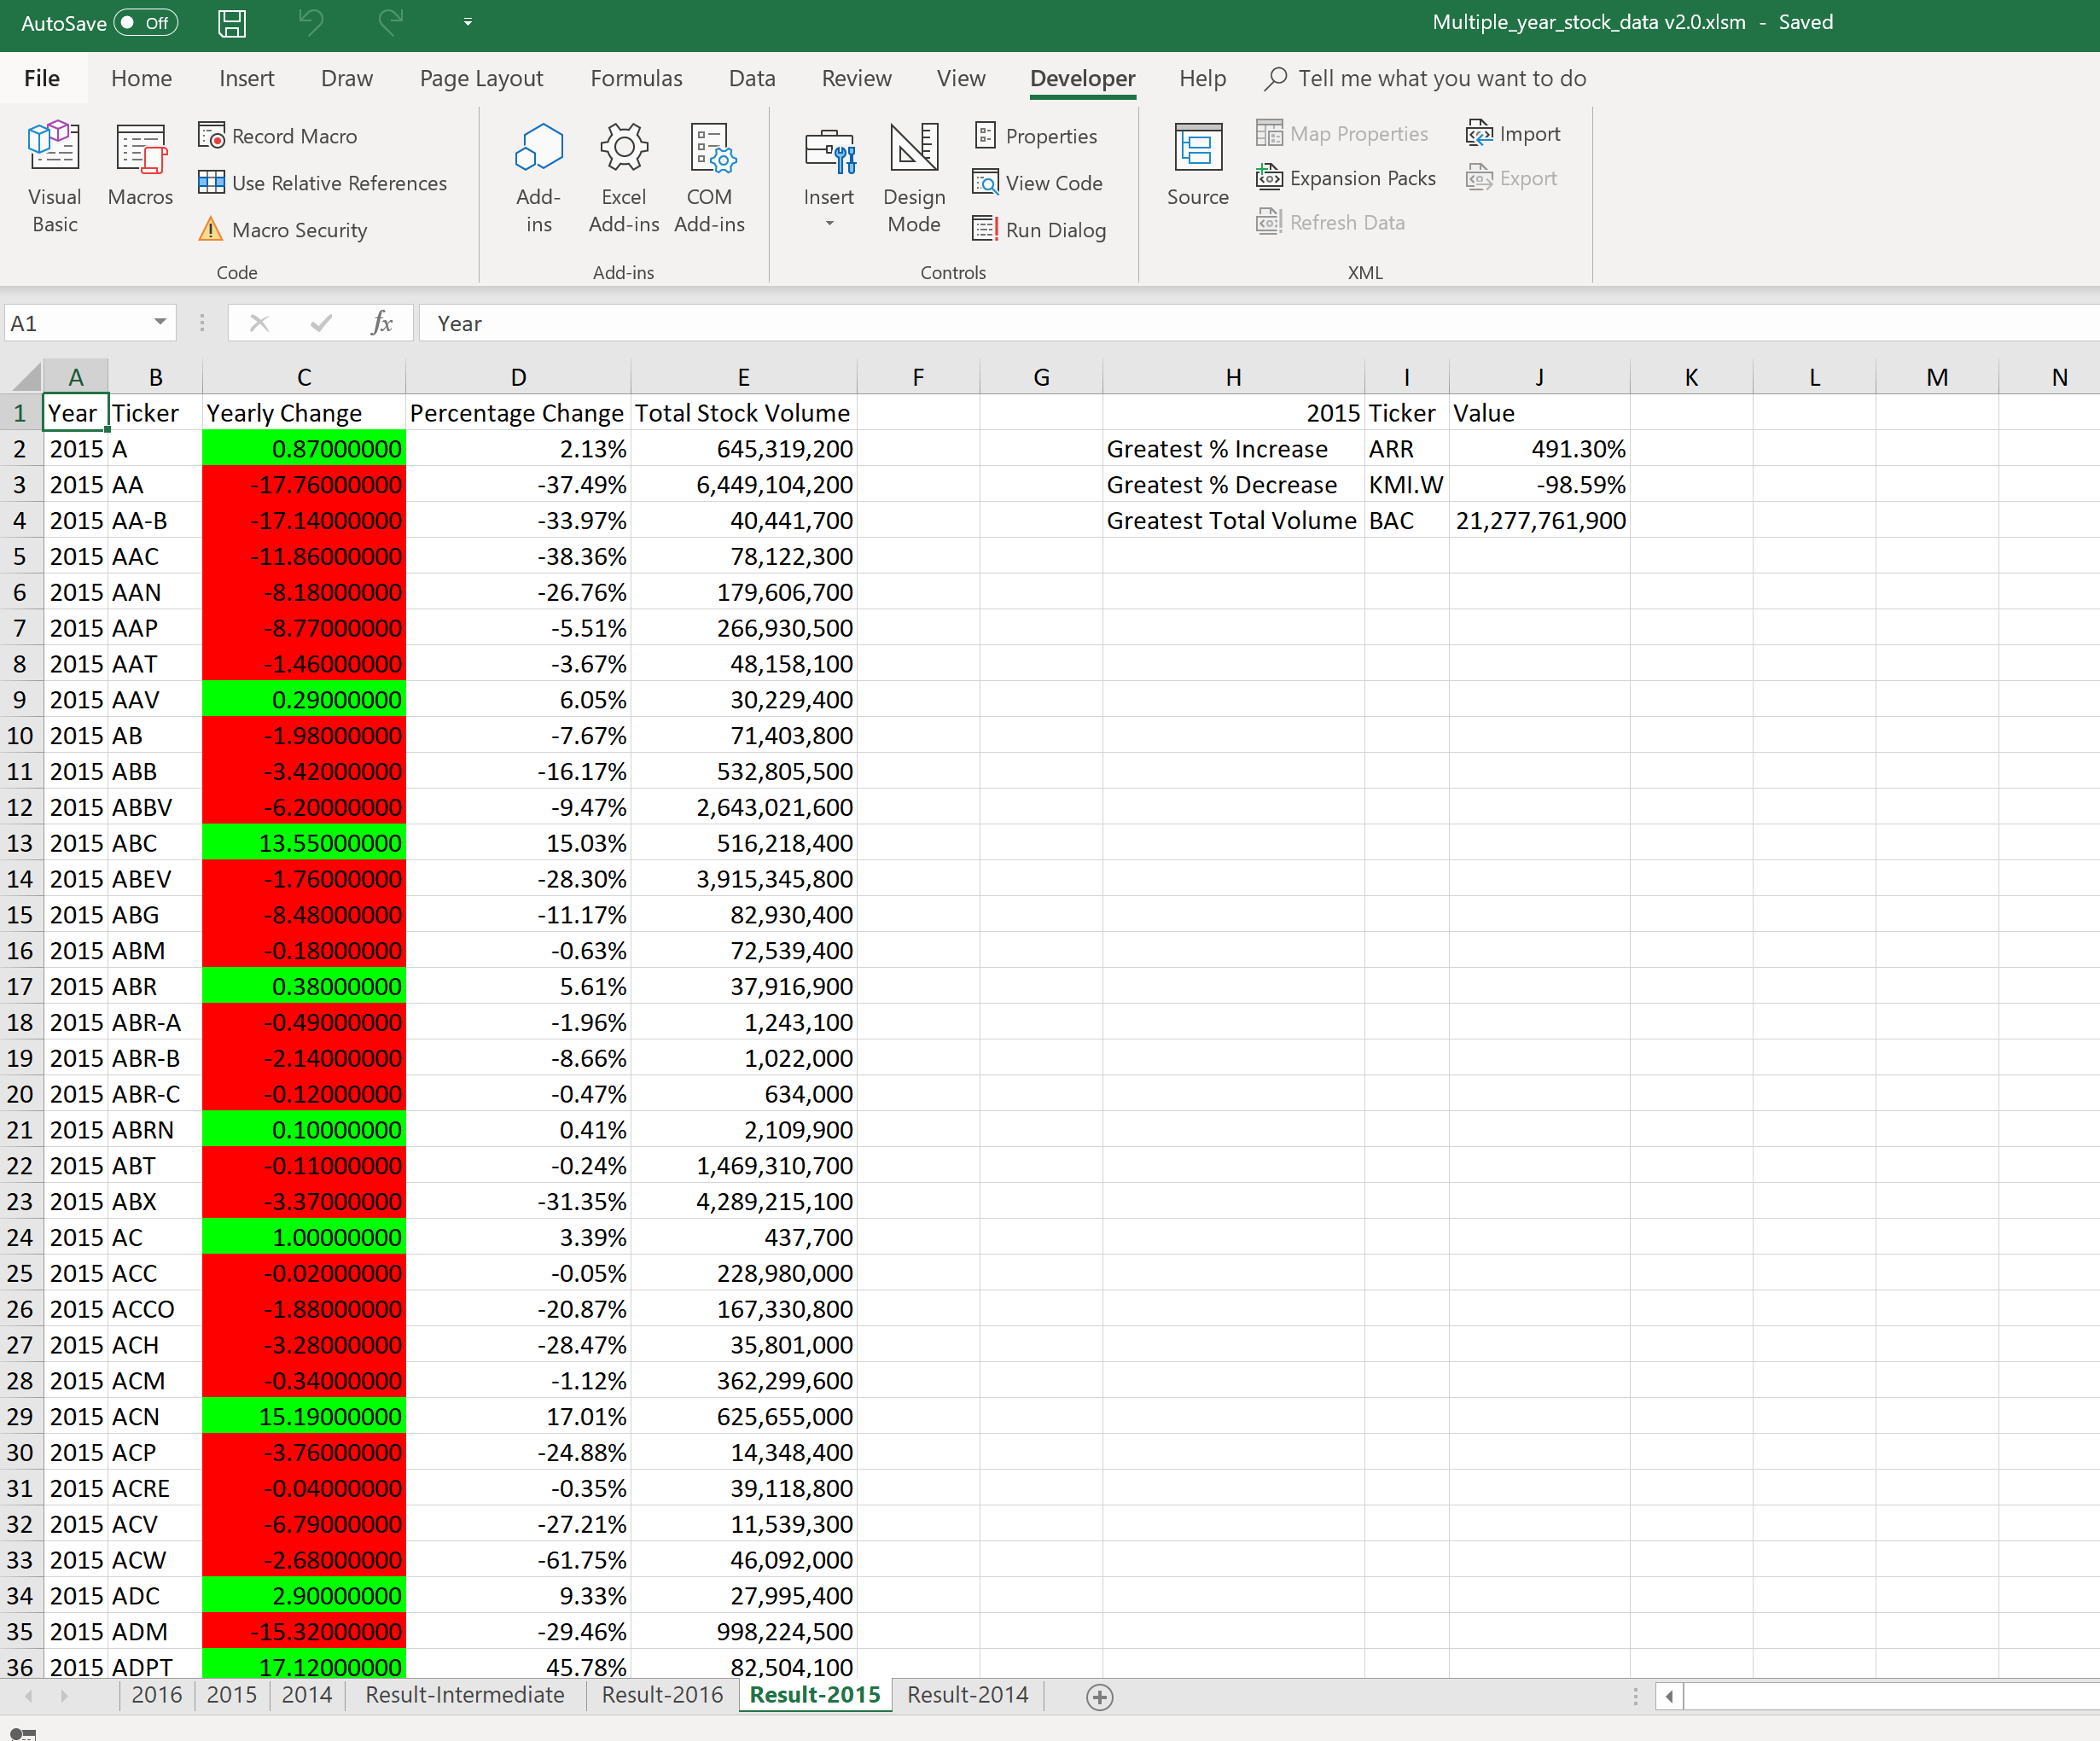 AutoSave Off Multiple_year_stock_data v2.0.xlsm - Saved
File Home Insert Draw Page Layout Formulas Data Review View Developer Help Tell me what you want to do
Visual Basic
Macros
Record Macro
Use Relative References
Macro Security
Code
Add-ins
Excel Add-ins
COM Add-ins
Add-ins
Insert
Design Mode
Properties
View Code
Run Dialog
Controls
Source
Map Properties
Expansion Packs
Refresh Data
Import
Export
XML
A1 fx Year
A B C D E F G H I J K L M N
1 Year Ticker Yearly Change Percentage Change Total Stock Volume 2015 Ticker Value
2 2015 A 0.87000000 2.13% 645,319,200 Greatest % Increase ARR 491.30%
3 2015 AA -17.76000000 -37.49% 6,449,104,200 Greatest % Decrease KMI.W -98.59%
4 2015 AA-B -17.14000000 -33.97% 40,441,700 Greatest Total Volume BAC 21,277,761,900
5 2015 AAC -11.86000000 -38.36% 78,122,300
6 2015 AAN -8.18000000 -26.76% 179,606,700
7 2015 AAP -8.77000000 -5.51% 266,930,500
8 2015 AAT -1.46000000 -3.67% 48,158,100
9 2015 AAV 0.29000000 6.05% 30,229,400
10 2015 AB -1.98000000 -7.67% 71,403,800
11 2015 ABB -3.42000000 -16.17% 532,805,500
12 2015 ABBV -6.20000000 -9.47% 2,643,021,600
13 2015 ABC 13.55000000 15.03% 516,218,400
14 2015 ABEV -1.76000000 -28.30% 3,915,345,800
15 2015 ABG -8.48000000 -11.17% 82,930,400
16 2015 ABM -0.18000000 -0.63% 72,539,400
17 2015 ABR 0.38000000 5.61% 37,916,900
18 2015 ABR-A -0.49000000 -1.96% 1,243,100
19 2015 ABR-B -2.14000000 -8.66% 1,022,000
20 2015 ABR-C -0.12000000 -0.47% 634,000
21 2015 ABRN 0.10000000 0.41% 2,109,900
22 2015 ABT -0.11000000 -0.24% 1,469,310,700
23 2015 ABX -3.37000000 -31.35% 4,289,215,100
24 2015 AC 1.00000000 3.39% 437,700
25 2015 ACC -0.02000000 -0.05% 228,980,000
26 2015 ACCO -1.88000000 -20.87% 167,330,800
27 2015 ACH -3.28000000 -28.47% 35,801,000
28 2015 ACM -0.34000000 -1.12% 362,299,600
29 2015 ACN 15.19000000 17.01% 625,655,000
30 2015 ACP -3.76000000 -24.88% 14,348,400
31 2015 ACRE -0.04000000 -0.35% 39,118,800
32 2015 ACV -6.79000000 -27.21% 11,539,300
33 2015 ACW -2.68000000 -61.75% 46,092,000
34 2015 ADC 2.90000000 9.33% 27,995,400
35 2015 ADM -15.32000000 -29.46% 998,224,500
36 2015 ADPT 17.12000000 45.78% 82,504,100
2016 2015 2014 Result-Intermediate Result-2016 Result-2015 Result-2014